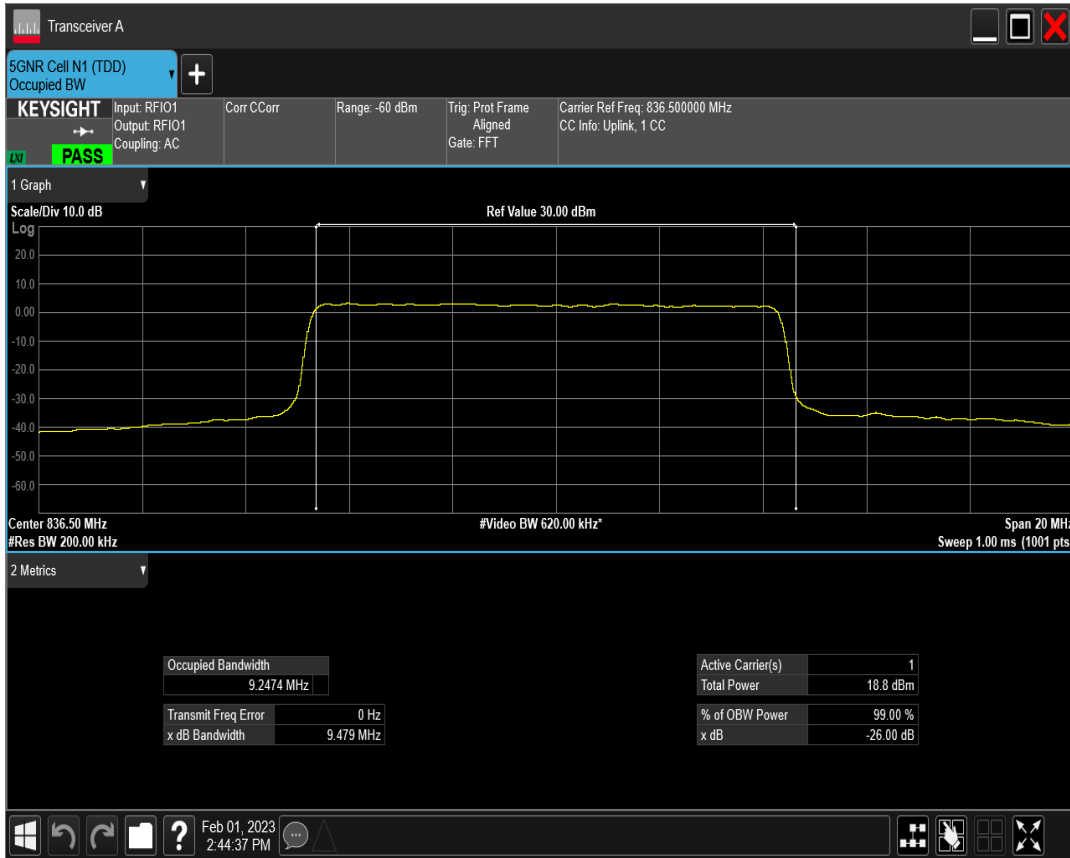 Transceiver A
5GNR Cell N1 (TDD)
Occupied BW
KEYSIGHT
LXI
PASS
Input: RFIO1
Output: RFIO1
Coupling: AC
Corr CCorr
Range: -60 dBm
Trig: Prot Frame
Aligned
Gate: FFT
Carrier Ref Freq: 836.500000 MHz
CC Info: Uplink, 1 CC
1 Graph
Scale/Div 10.0 dB
Ref Value 30.00 dBm
Log
20.0
10.0
0.00
-10.0
-20.0
-30.0
-40.0
-50.0
-60.0
Center 836.50 MHz
#Video BW 620.00 kHz*
Span 20 MHz
#Res BW 200.00 kHz
Sweep 1.00 ms (1001 pts
2 Metrics
Occupied Bandwidth
9.2474 MHz
Transmit Freq Error 0 Hz
x dB Bandwidth 9.479 MHz
Active Carrier(s) 1
Total Power 18.8 dBm
% of OBW Power 99.00 %
x dB -26.00 dB
Feb 01, 2023
2:44:37 PM